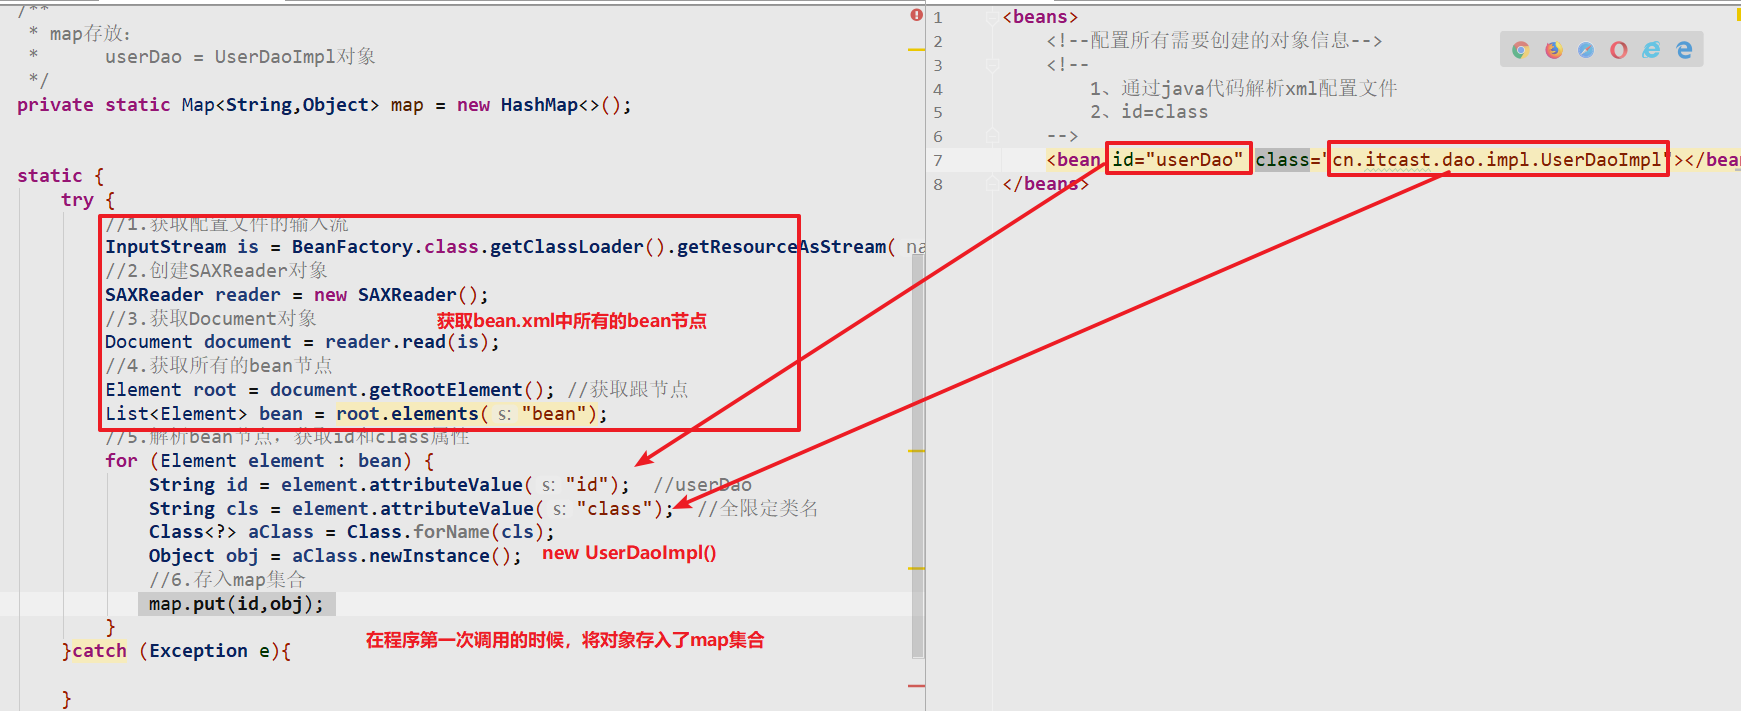 /**
* map存放：
* userDao = UserDaoImpl对象
*/
private static Map<String,Object> map = new HashMap<>();
static {
try {
//1.获取配置文件的输入流
InputStream is = BeanFactory.class.getClassLoader().getResourceAsStream( na
//2.创建SAXReader对象
SAXReader reader = new SAXReader();
//3.获取Document对象
获取bean.xml中所有的bean节点
Document document = reader.read(is);
//4.获取所有的bean节点
Element root = document.getRootElement(); //获取跟节点
List<Element> bean = root.elements( s: "bean");
//5.解析bean节点，获取id和class属性
for (Element element : bean) {
String id = element.attributeValue( s: "id"); //userDao
String cls = element.attributeValue( s: "class"); //全限定类名
Class<?> aClass = Class.forName(cls);
Object obj = aClass.newInstance(); new UserDaoImpl()
//6.存入map集合
map.put(id,obj);
}
在程序第一次调用的时候，将对象存入了map集合
}catch (Exception e){
}
1 <beans>
2 <!--配置所有需要创建的对象信息-->
3 <!--
4 1、通过java代码解析xml配置文件
5 2、id=class
6 -->
7 <bean id="userDao" class="cn.itcast.dao.impl.UserDaoImpl"></bean
8 </beans>